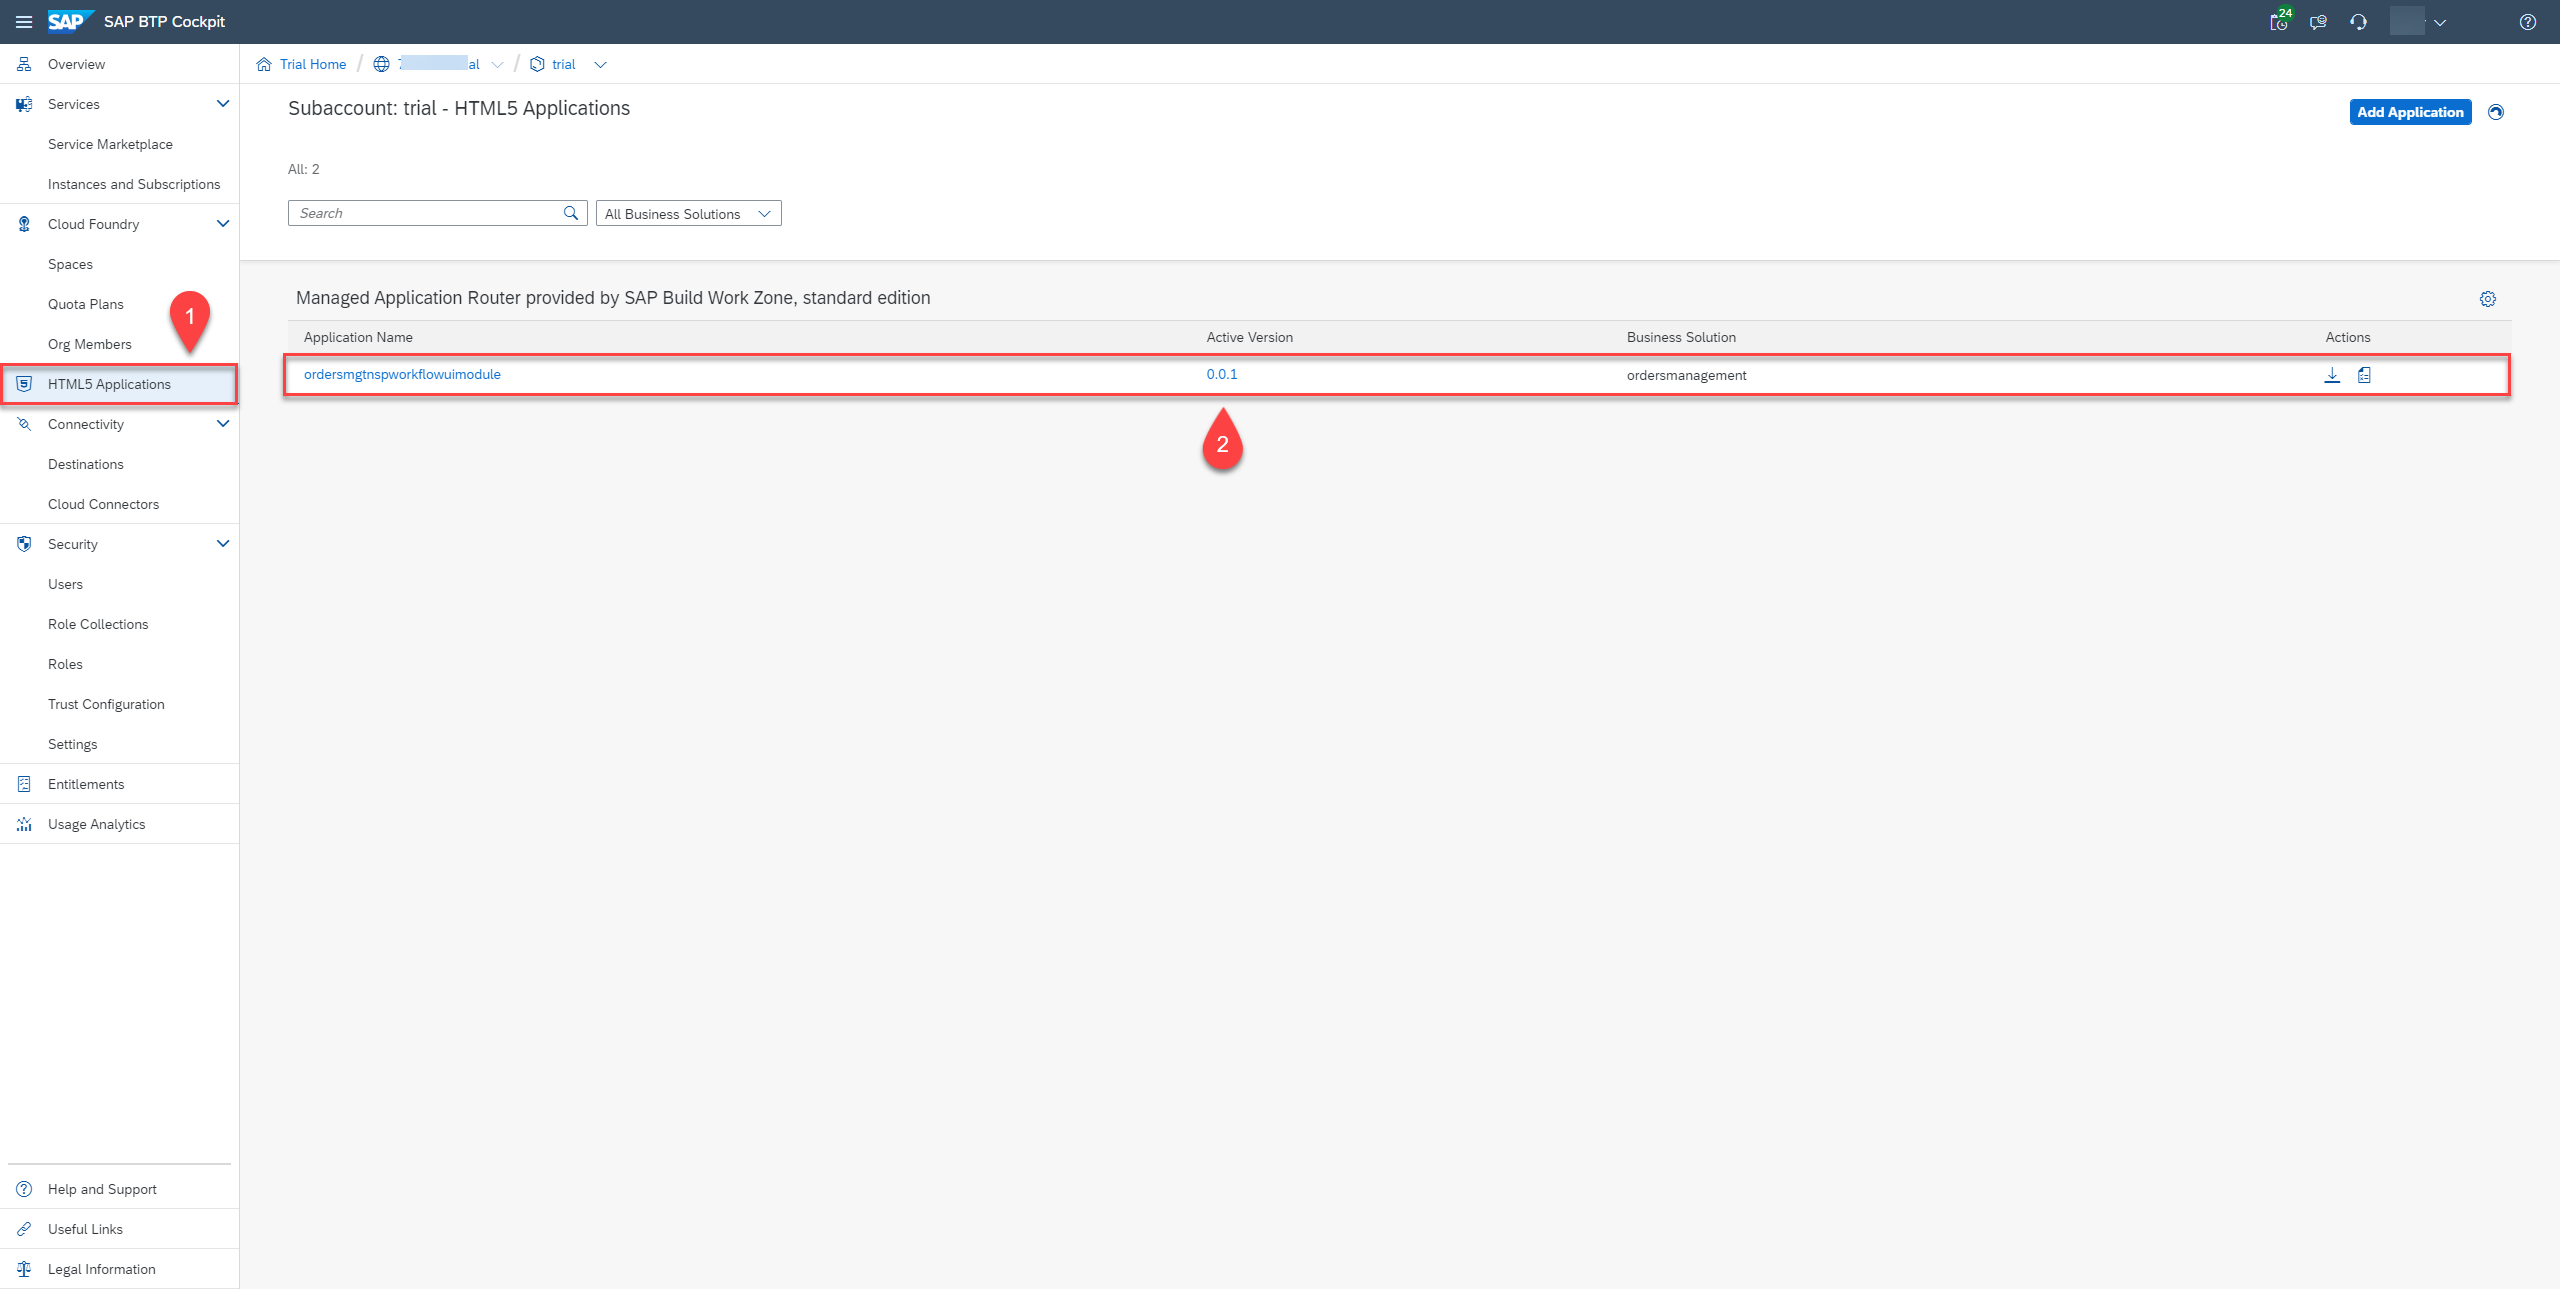 SAP SAP BTP Cockpit
24
Overview
Services
Service Marketplace
Instances and Subscriptions
Cloud Foundry
Spaces
Quota Plans
Org Members
HTML5 Applications
Connectivity
Destinations
Cloud Connectors
Security
Users
Role Collections
Roles
Trust Configuration
Settings
Entitlements
Usage Analytics
Help and Support
Useful Links
Legal Information
1
Trial Home / al / trial
Subaccount: trial - HTML5 Applications
Add Application
All: 2
Search
All Business Solutions
Managed Application Router provided by SAP Build Work Zone, standard edition
Application Name Active Version Business Solution Actions
ordersmgtnspworkflowuimodule 0.0.1 ordersmanagement
2